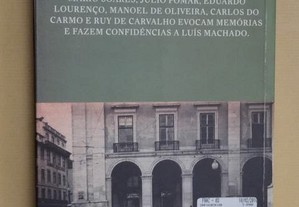 MÁRIO SOARES, JÚLIO POMAR, EDUARDO
LOURENÇO, MANOEL DE OLIVEIRA, CARLOS DO
CARMO E RUY DE CARVALHO EVOCAM MEMÓRIAS
E FAZEM CONFIDÊNCIAS A LUÍS MACHADO.